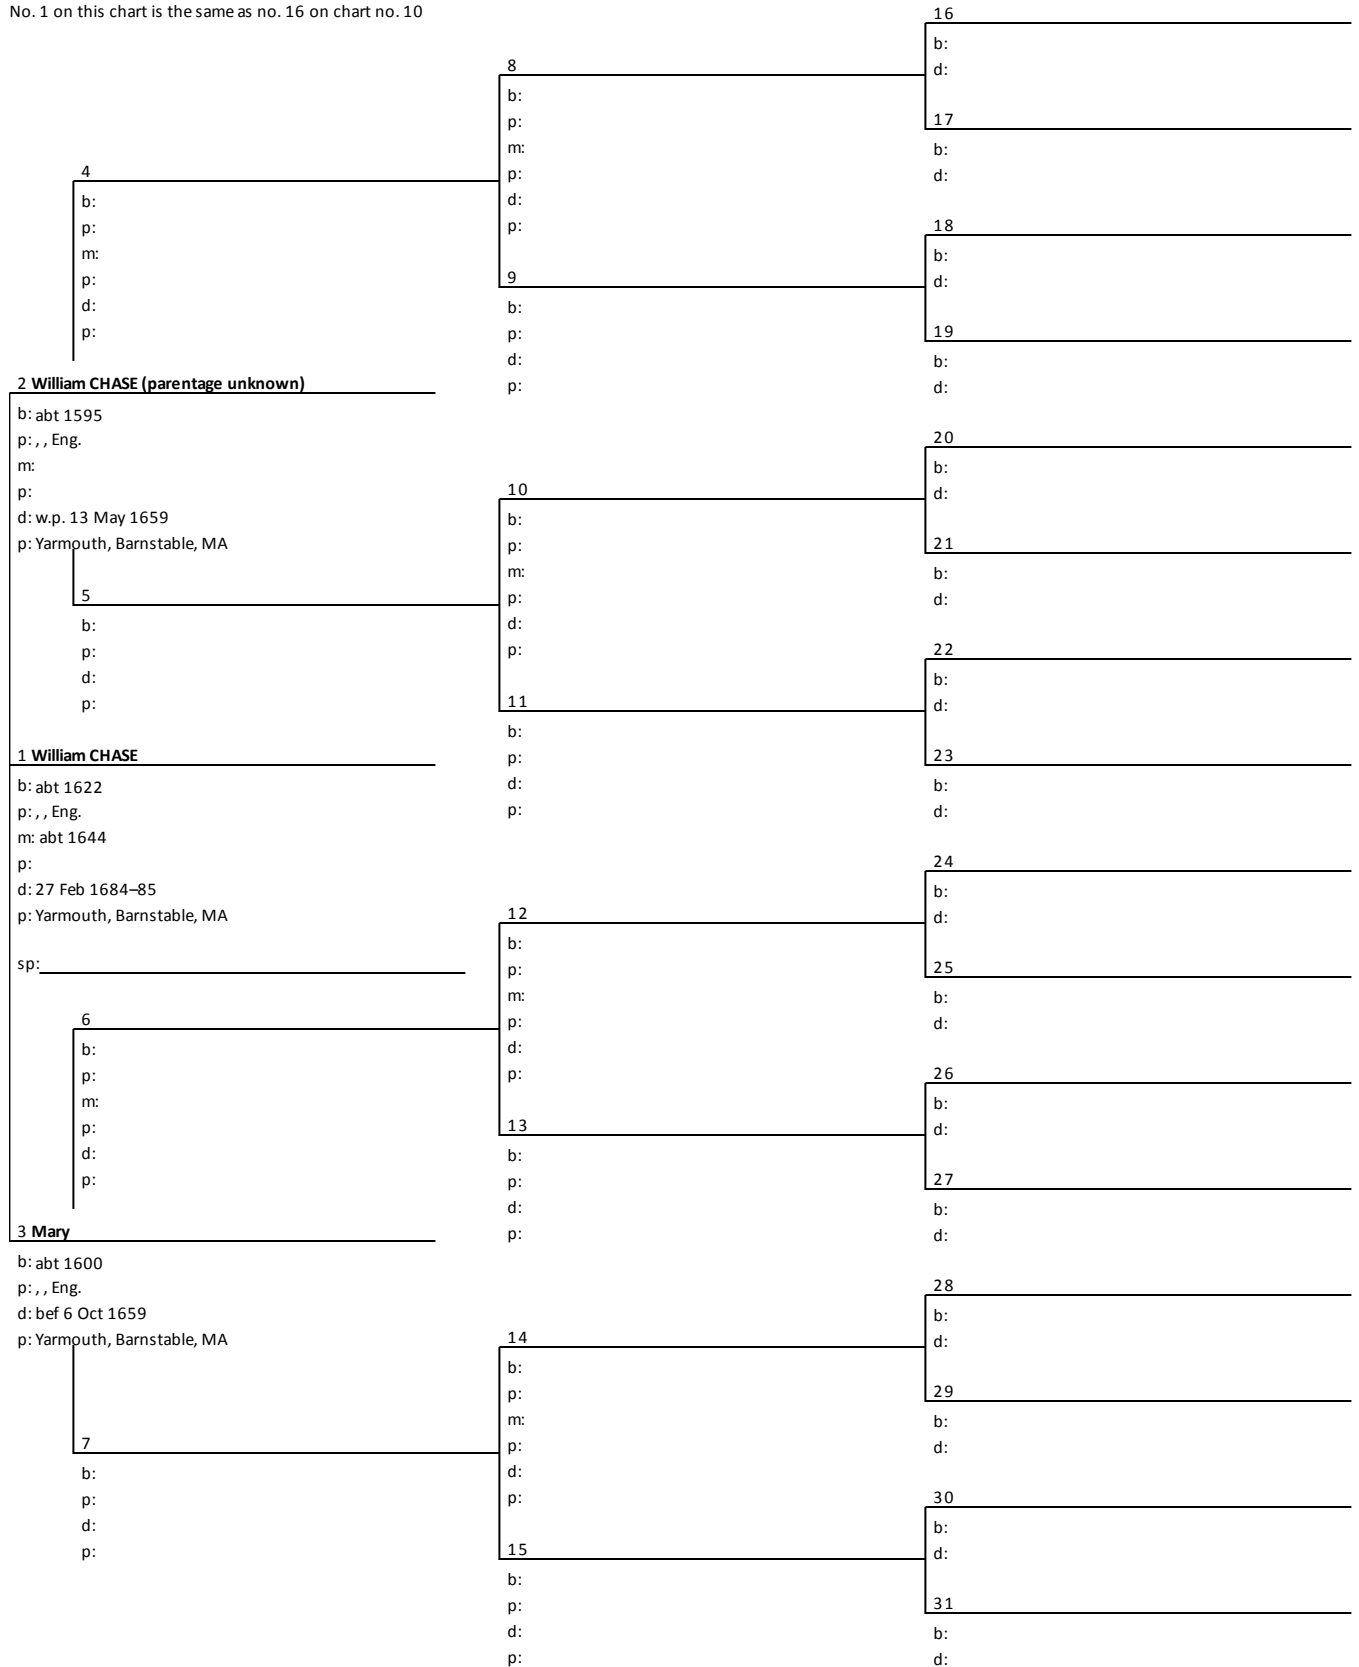 No. 1 on this chart is the same as no. 16 on chart no. 10
4
b:
p:
m:
p:
d:
p:
2 William CHASE (parentage unknown)
b: abt 1595
p: , , Eng.
m:
p:
d: w.p. 13 May 1659
p: Yarmouth, Barnstable, MA
5
b:
p:
d:
p:
1 William CHASE
b: abt 1622
p: , , Eng.
m: abt 1644
p:
d: 27 Feb 1684–85
p: Yarmouth, Barnstable, MA
sp:
6
b:
p:
m:
p:
d:
p:
3 Mary
b: abt 1600
p: , , Eng.
d: bef 6 Oct 1659
p: Yarmouth, Barnstable, MA
7
b:
p:
d:
p:
8
b:
p:
m:
p:
d:
p:
9
b:
p:
d:
p:
10
b:
p:
m:
p:
d:
p:
11
b:
p:
d:
p:
12
b:
p:
m:
p:
d:
p:
13
b:
p:
d:
p:
14
b:
p:
m:
p:
d:
p:
15
b:
p:
d:
p:
16
b:
d:
17
b:
d:
18
b:
d:
19
b:
d:
20
b:
d:
21
b:
d:
22
b:
d:
23
b:
d:
24
b:
d:
25
b:
d:
26
b:
d:
27
b:
d:
28
b:
d:
29
b:
d:
30
b:
d:
31
b:
d: